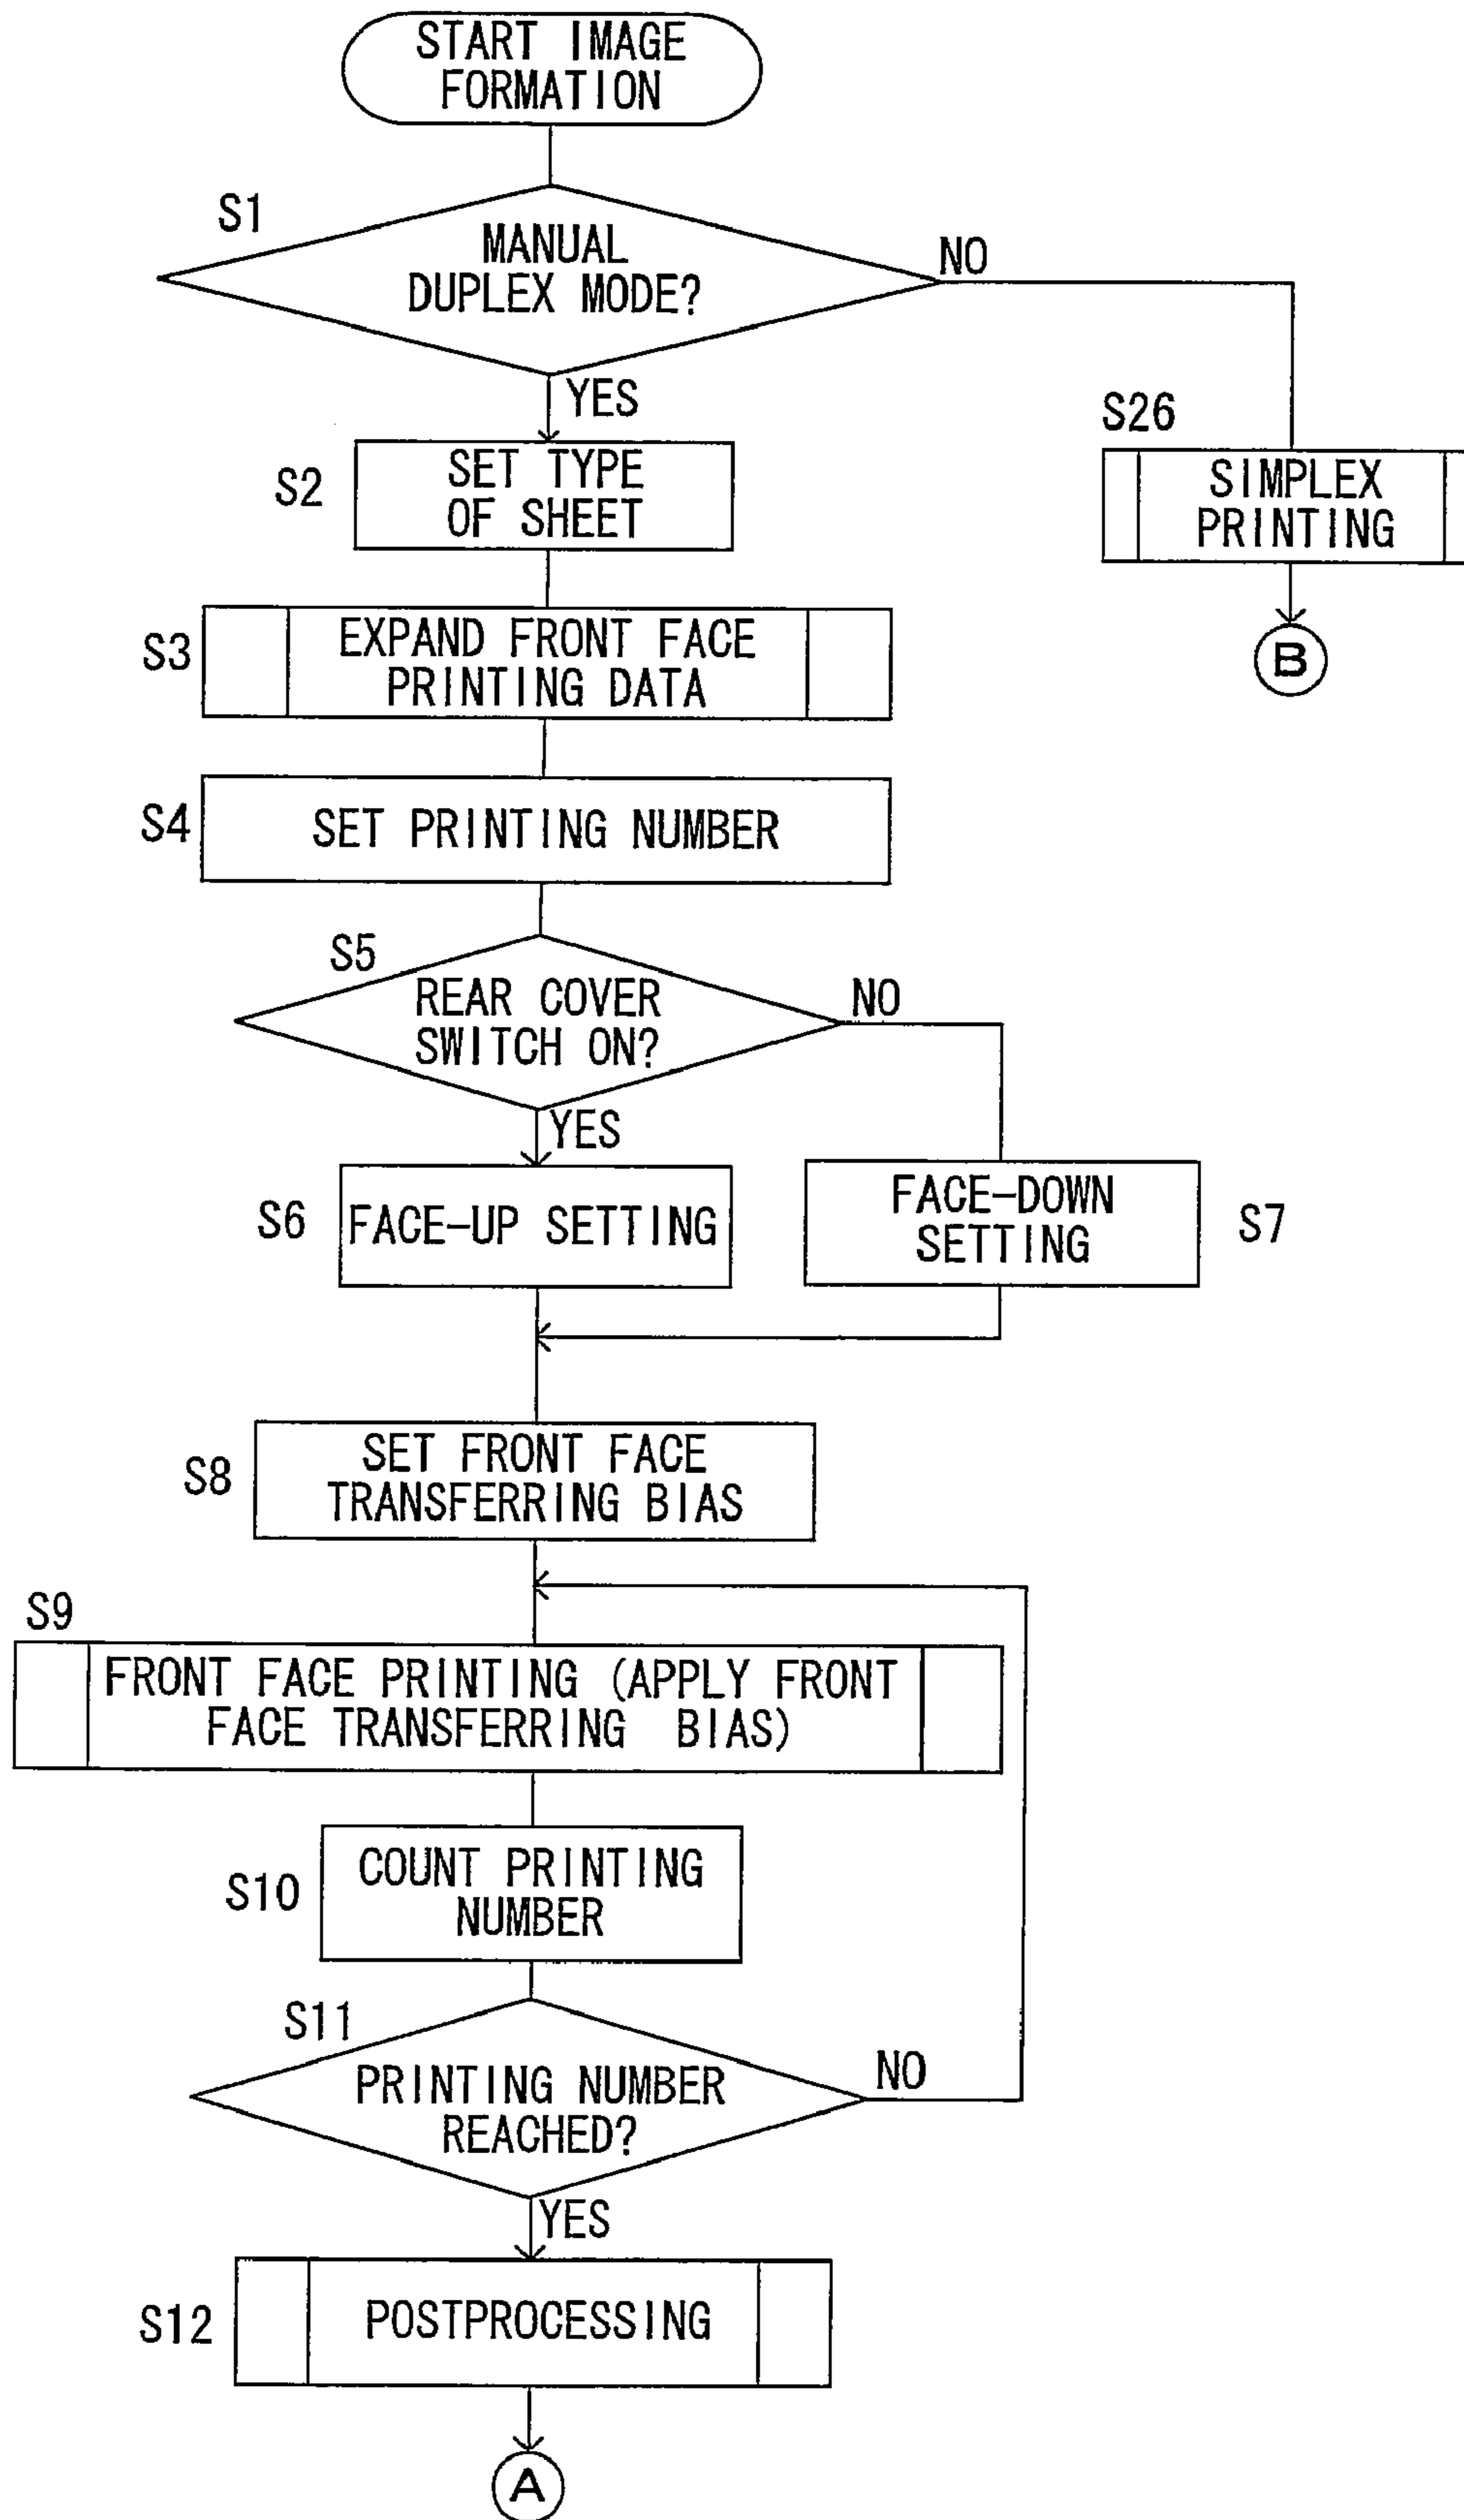 START IMAGE
FORMATION
S1
MANUAL
DUPLEX MODE?
NO
YES
S26
SIMPLEX
PRINTING
B
S2
SET TYPE
OF SHEET
S3
EXPAND FRONT FACE
PRINTING DATA
S4
SET PRINTING NUMBER
S5
REAR COVER
SWITCH ON?
NO
YES
S6
FACE-UP SETTING
FACE-DOWN
SETTING
S7
S8
SET FRONT FACE
TRANSFERRING BIAS
S9
FRONT FACE PRINTING (APPLY FRONT
FACE TRANSFERRING BIAS)
S10
COUNT PRINTING
NUMBER
S11
PRINTING NUMBER
REACHED?
NO
YES
S12
POSTPROCESSING
A